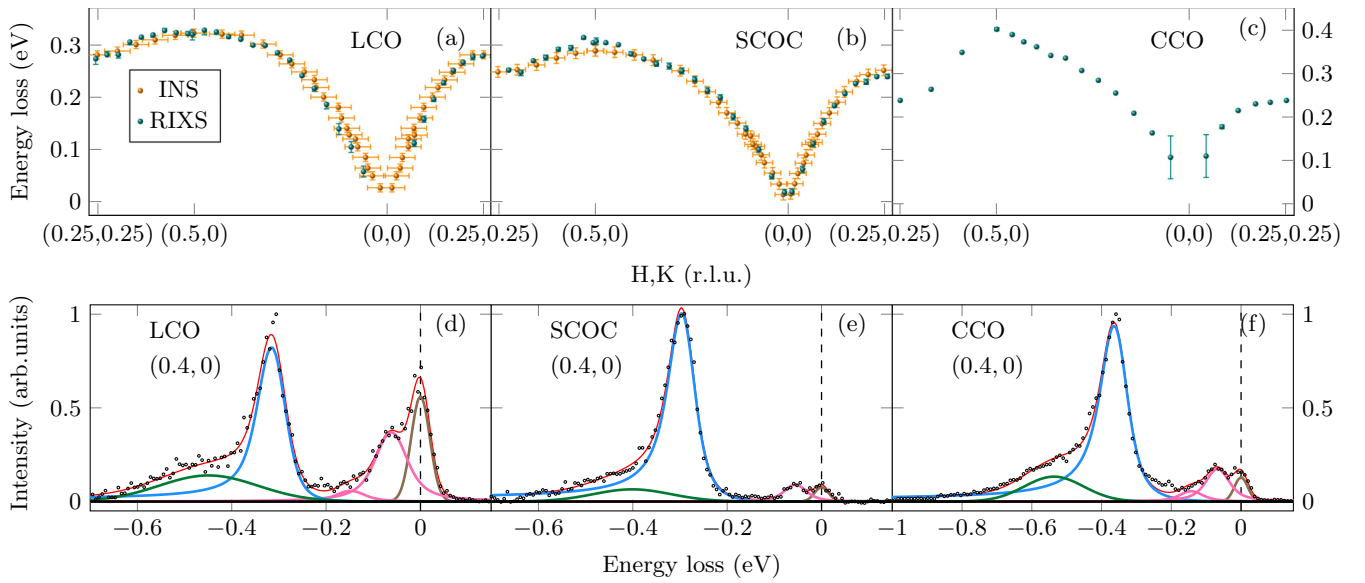 LCO (a)
SCOC (b)
CCO (c)
INS
RIXS
Energy loss (eV)
0.3
0.2
0.1
0
0.4
0.3
0.2
0.1
0
(0.25,0.25) (0.5,0) (0,0) (0.25,0.25) (0.5,0) (0,0) (0.25,0.25) (0.5,0) (0,0) (0.25,0.25)
H,K (r.l.u.)
LCO (d)
(0.4, 0)
SCOC (e)
(0.4, 0)
CCO (f)
(0.4, 0)
Intensity (arb.units)
1
0.5
0
1
0.5
0
−0.6 −0.4 −0.2 0 −0.6 −0.4 −0.2 0 −1 −0.8 −0.6 −0.4 −0.2 0
Energy loss (eV)